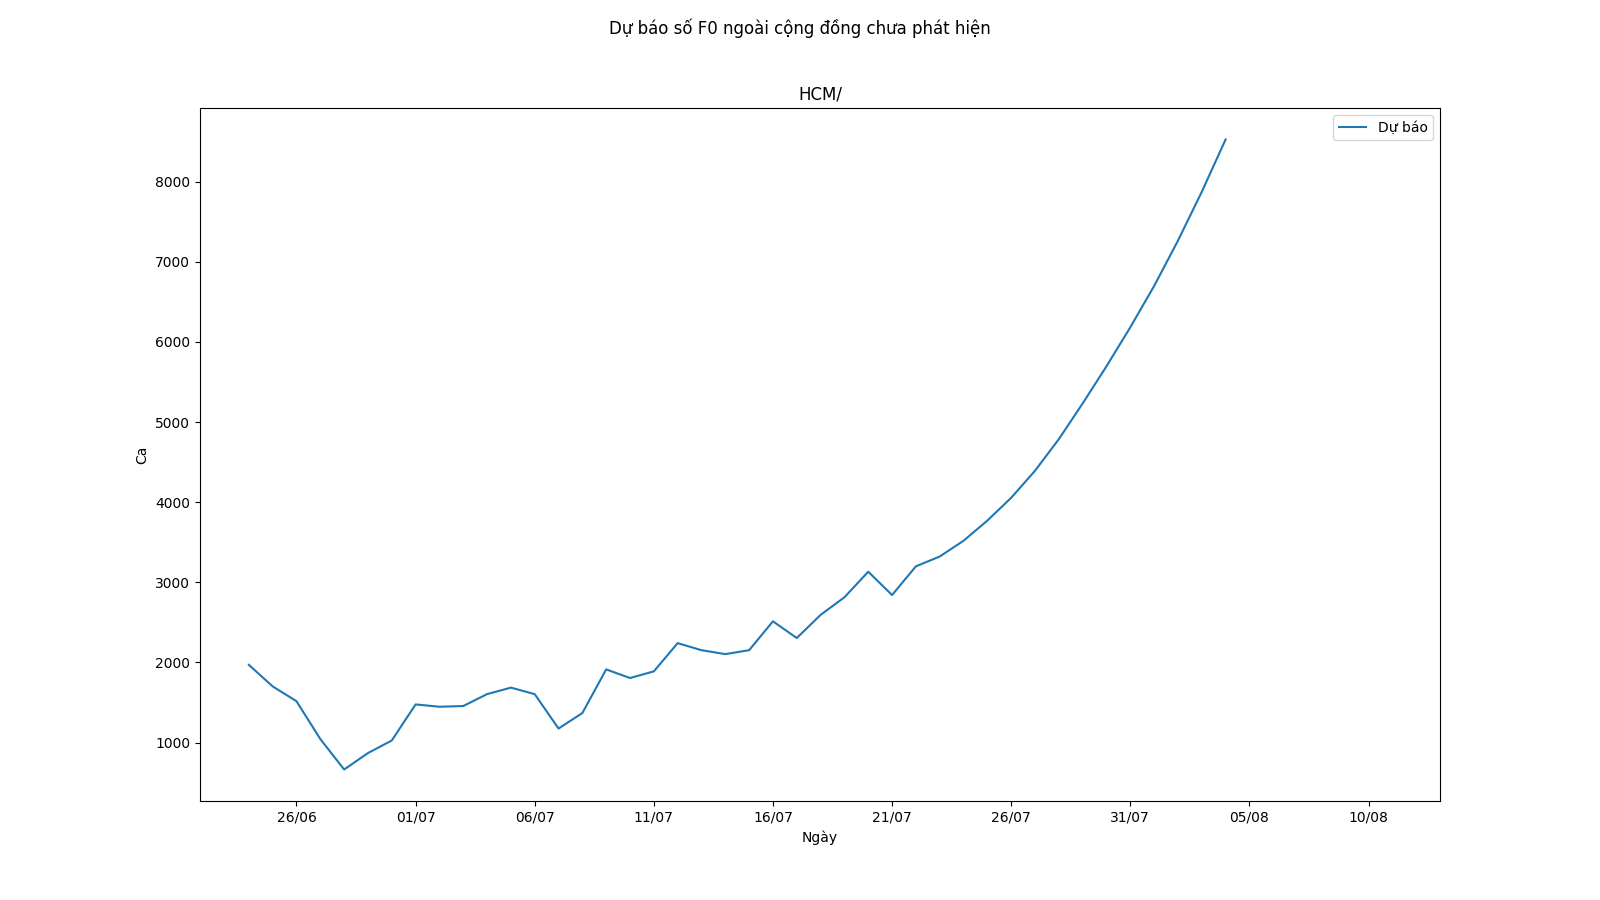 Dự báo số F0 ngoài cộng đồng chưa phát hiện
HCM/
Dự báo
8000
7000
6000
5000
4000
3000
2000
1000
Ca
26/06 01/07 06/07 11/07 16/07 21/07 26/07 31/07 05/08 10/08
Ngày